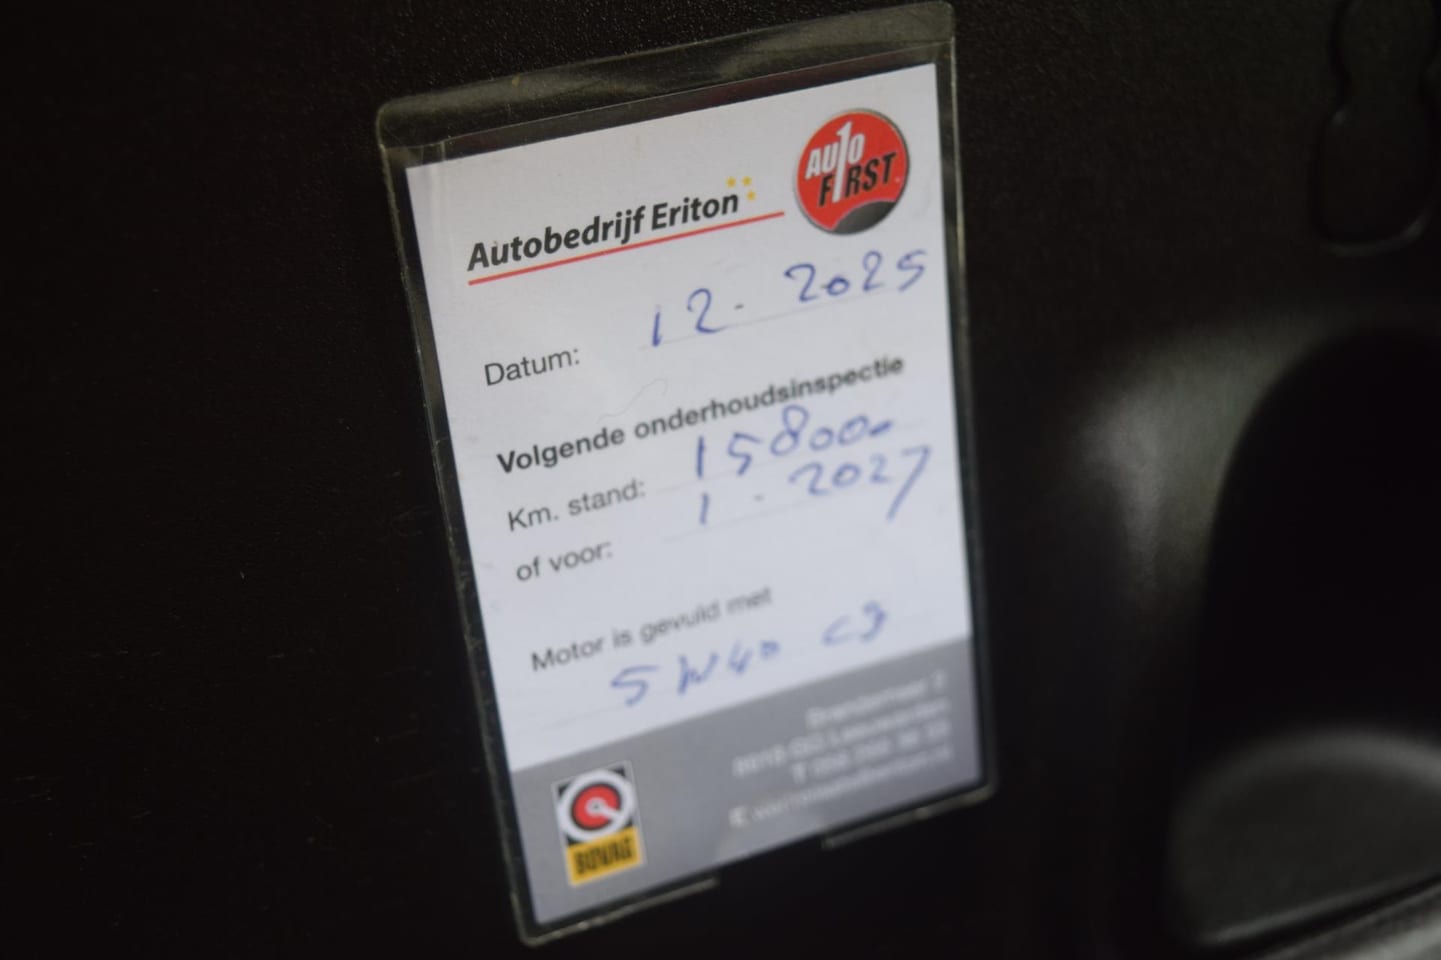 AUTO
FIRST
Autobedrijf Eriton
Datum: 12 - 2025
Volgende onderhoudsinspectie
Km. stand: 158000
of voor: 1 - 2027
Motor is gevuld met
5W40 C3
BOVAG